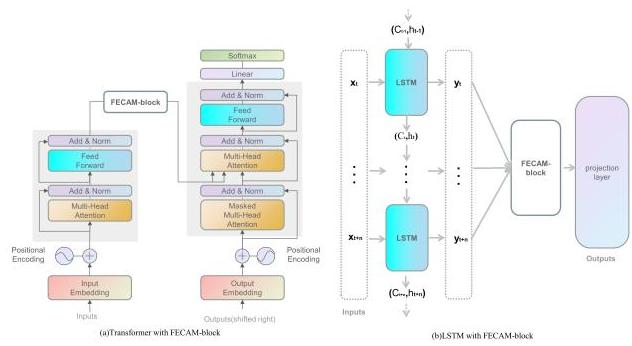 Softmax
Linear
Add & Norm
Feed
Forward
Add & Norm
Multi-Head
Attention
Add & Norm
Masked
Multi-Head
Attention
Positional
Encoding
Output
Embedding
Outputs(shifted right)
FECAM-block
Add & Norm
Feed
Forward
Add & Norm
Multi-Head
Attention
Positional
Encoding
Input
Embedding
Inputs
(a)Transformer with FECAM-block
(Ct-1,ht-1)
xt
LSTM
yt
(Ct,ht)
xt+n
LSTM
yt+n
(Ct+n,ht+n)
Inputs
FECAM-
block
projection
layer
Outputs
(b)LSTM with FECAM-block